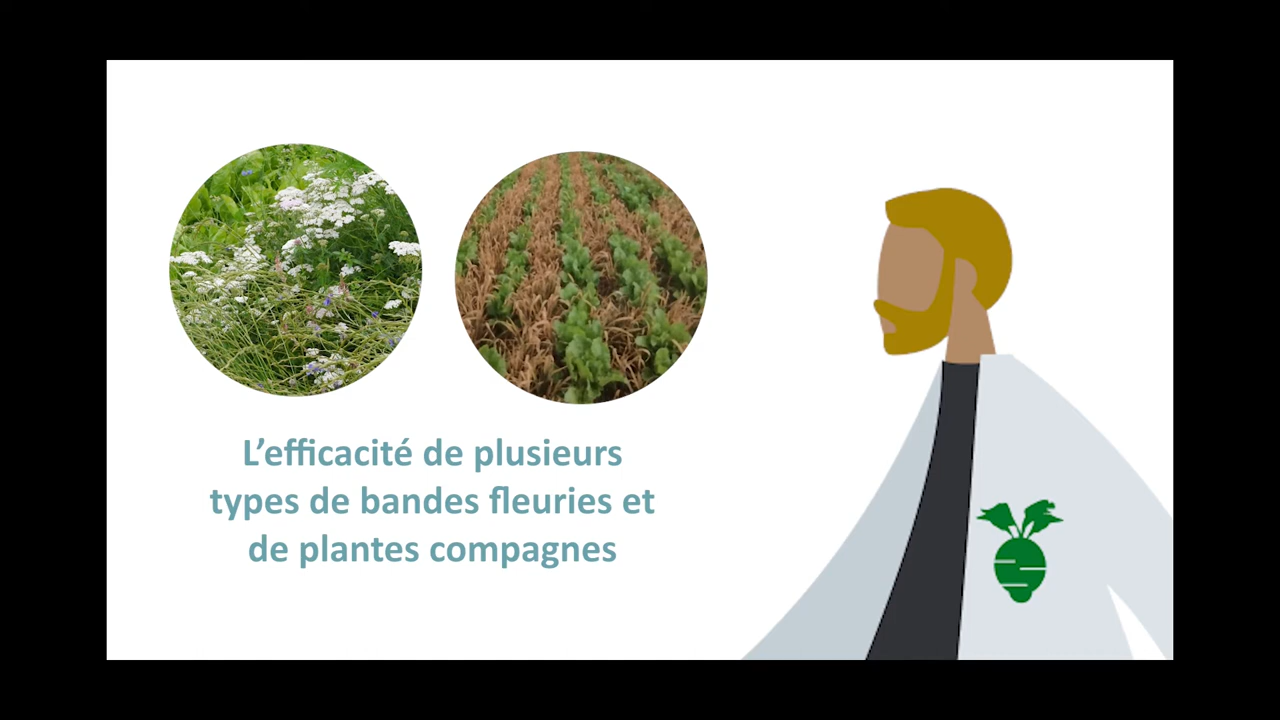 L’efficacité de plusieurs
types de bandes fleuries et
de plantes compagnes